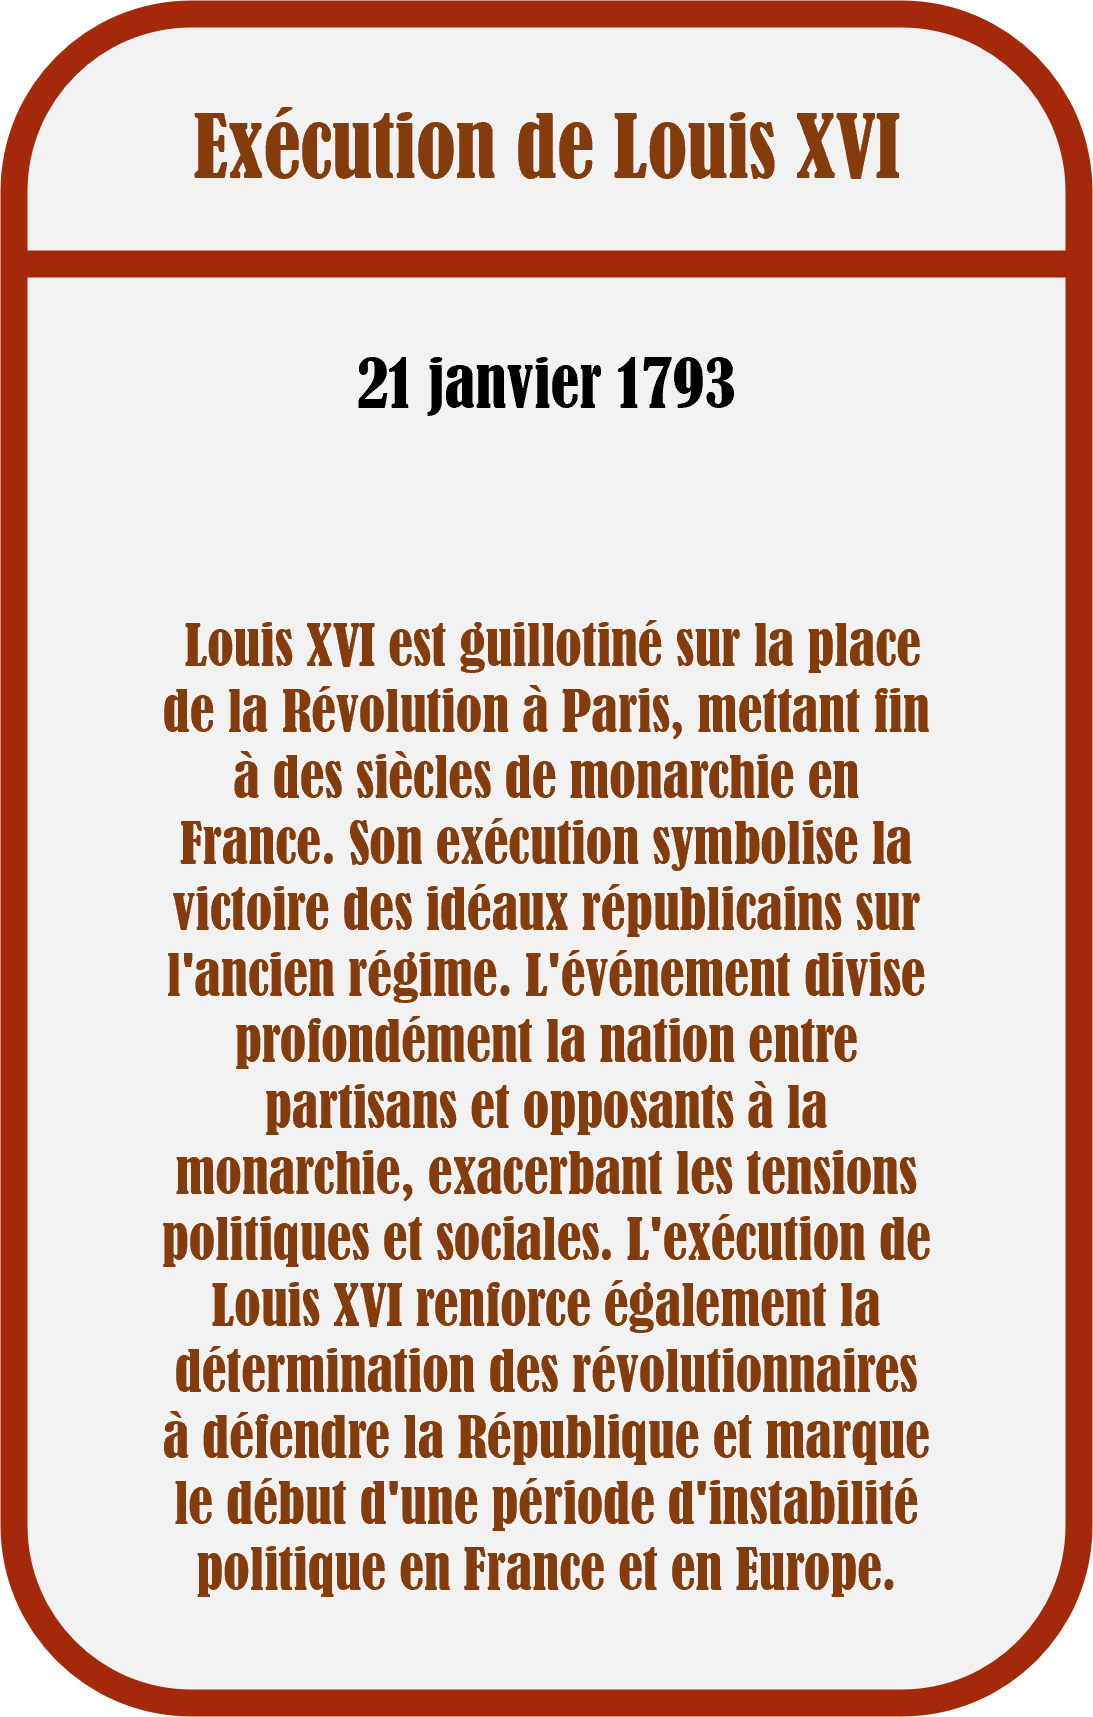 Exécution de Louis XVI
21 janvier 1793
Louis XVI est guillotiné sur la place
de la Révolution à Paris, mettant fin
à des siècles de monarchie en
France. Son exécution symbolise la
victoire des idéaux républicains sur
l'ancien régime. L'événement divise
profondément la nation entre
partisans et opposants à la
monarchie, exacerbant les tensions
politiques et sociales. L'exécution de
Louis XVI renforce également la
détermination des révolutionnaires
à défendre la République et marque
le début d'une période d'instabilité
politique en France et en Europe.